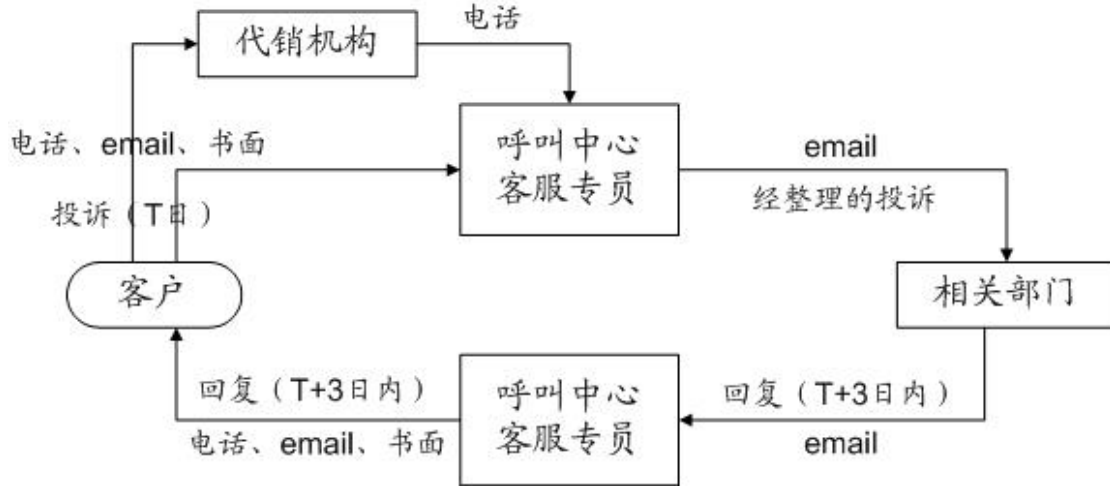 电话
代销机构
电话、email、书面
呼叫中心
客服专员
email
经整理的投诉
投诉（T日）
客户
相关部门
回复（T+3日内）
电话、email、书面
呼叫中心
客服专员
回复（T+3日内）
email